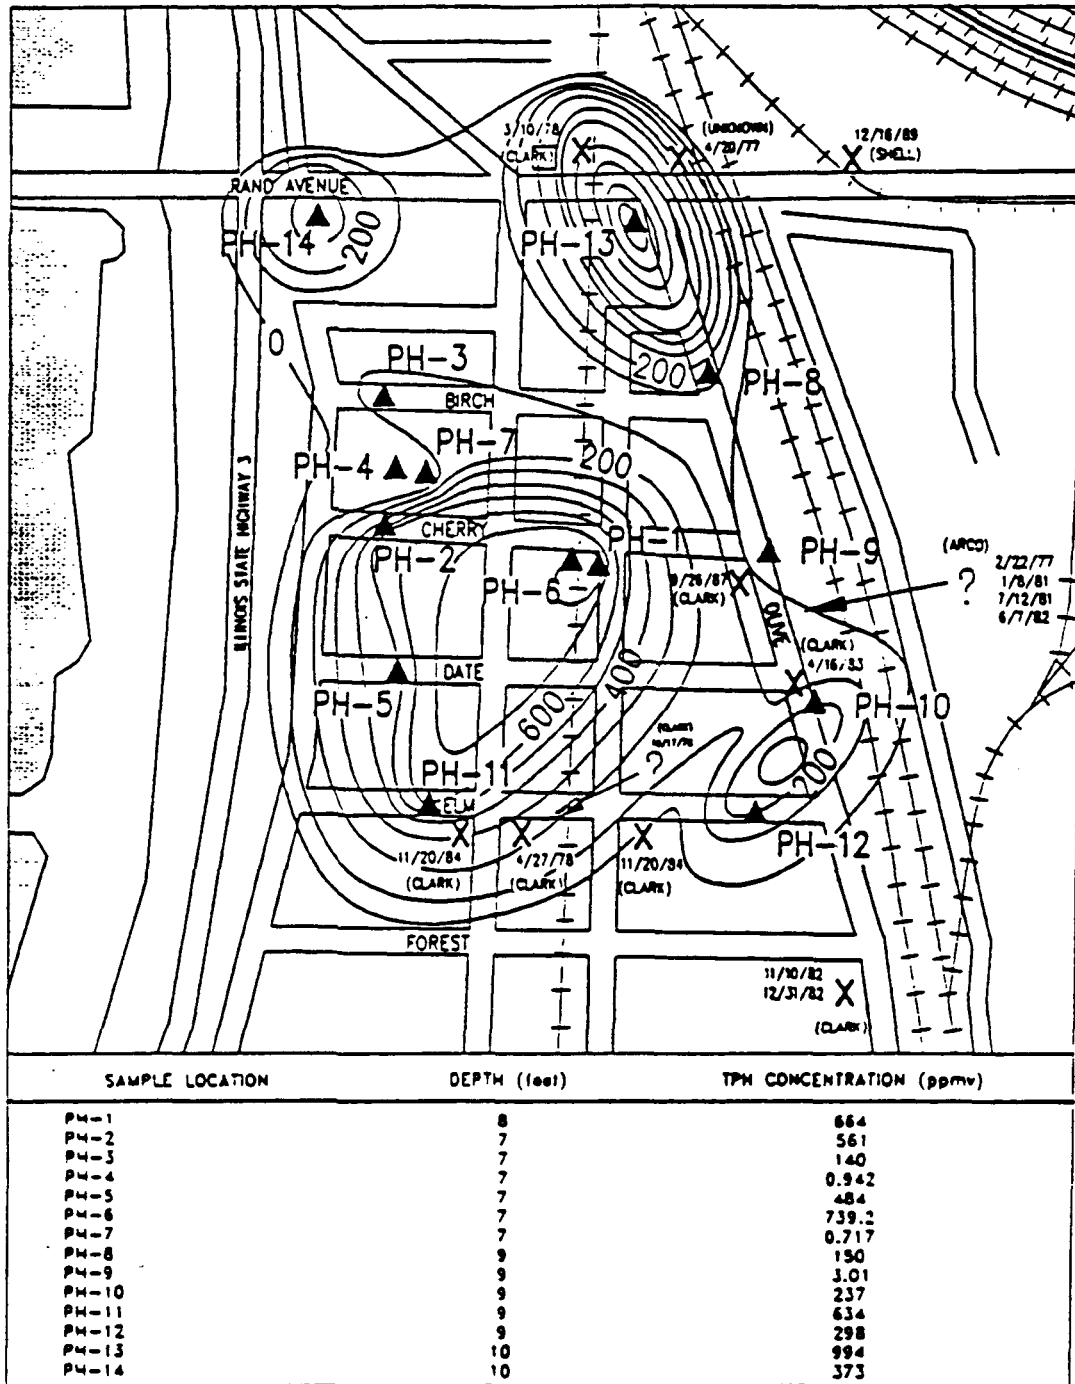 3/10/78
(CLARK)
(UNKNOWN)
4/20/77
12/16/89
(SHELL)
RAND AVENUE
PH-14
200
PH-13
0
PH-3
200
PH-8
BIRCH
PH-7
PH-4
200
CHERRY
PH-1
PH-2
PH-9
(ARCO)
2/22/77
1/8/81
7/12/81
6/7/82
?
PH-6
(CLARK)
OLIVE
ILLINOIS STATE HIGHWAY 3
(CLARK)
4/16/83
DATE
400
PH-5
600
PH-10
(CLARK)
?
200
PH-11
ELM
PH-12
11/20/84
(CLARK)
4/27/78
(CLARK)
11/20/84
(CLARK)
FOREST
11/10/82
12/31/82
(CLARK)
SAMPLE LOCATION DEPTH (feet) TPH CONCENTRATION (ppmv)
PH-1 8 664
PH-2 7 561
PH-3 7 140
PH-4 7 0.942
PH-5 7 484
PH-6 7 739.2
PH-7 7 0.717
PH-8 9 150
PH-9 9 3.01
PH-10 9 237
PH-11 9 634
PH-12 9 298
PH-13 10 994
PH-14 10 373